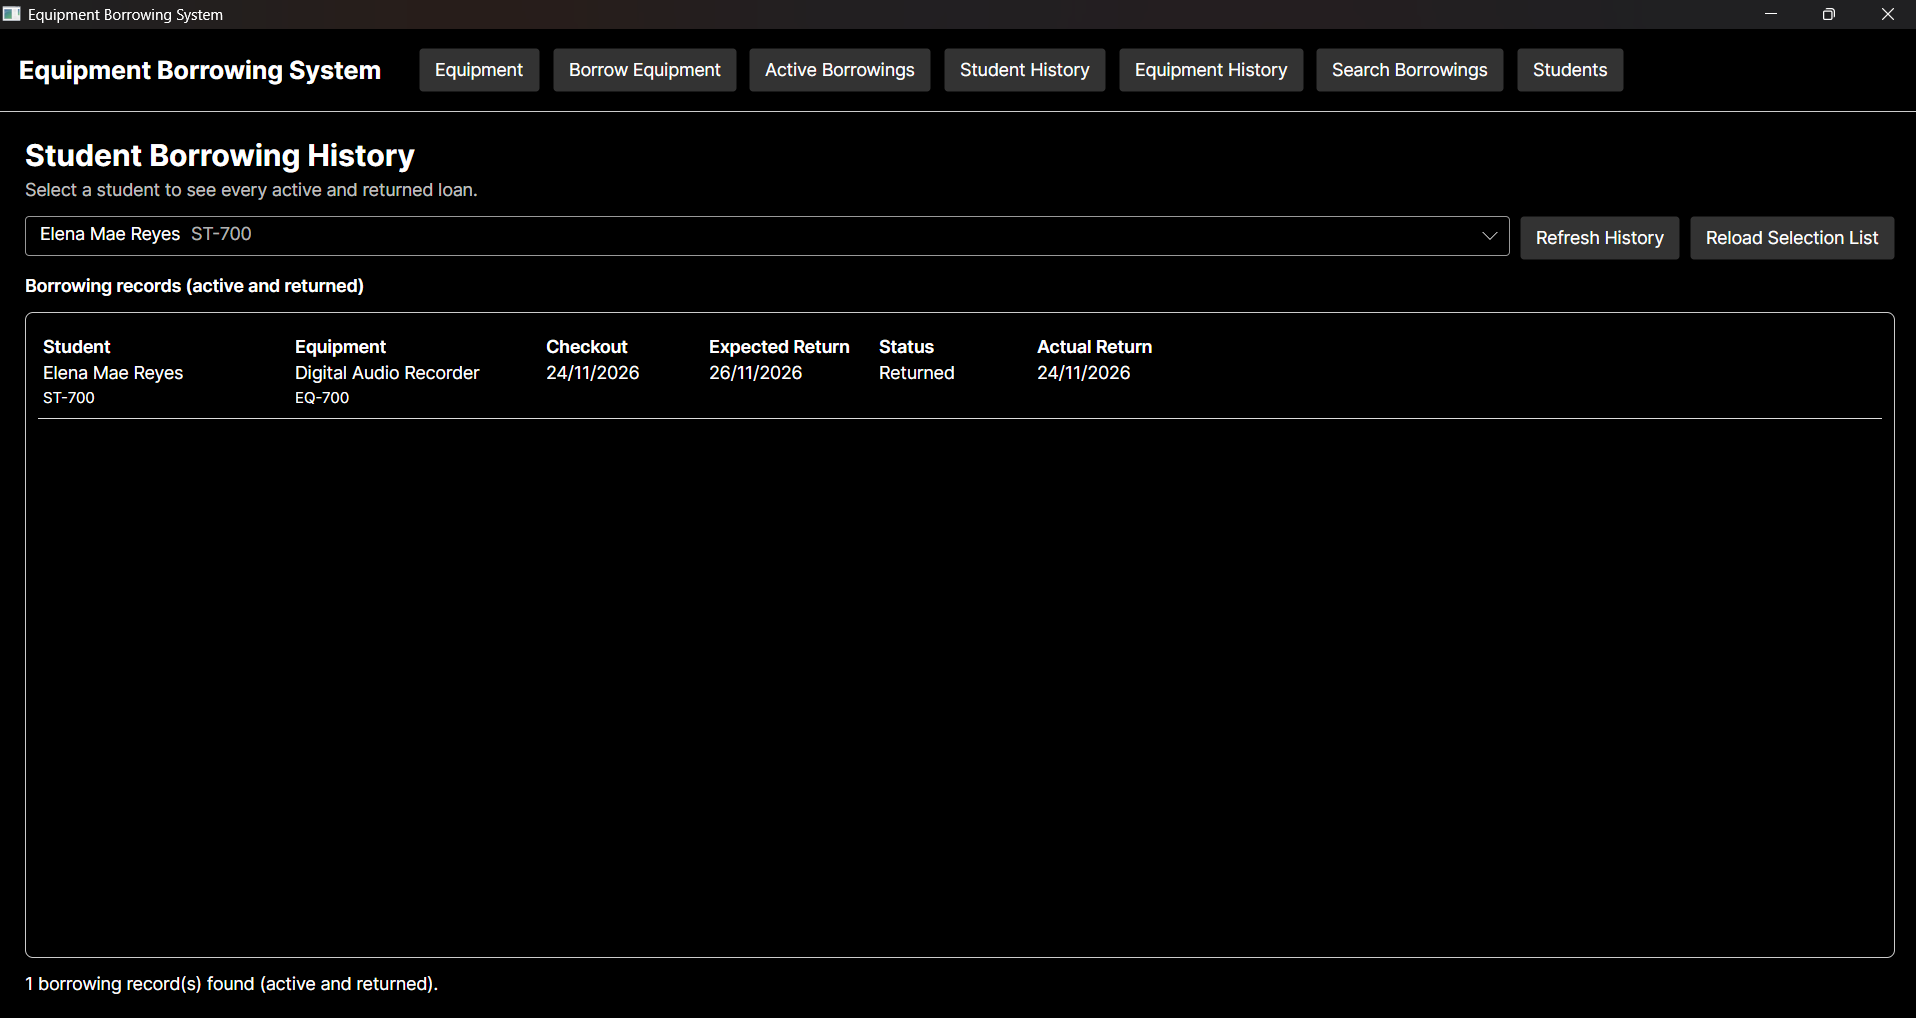 Equipment Borrowing System
Equipment Borrowing System Equipment Borrow Equipment Active Borrowings Student History Equipment History Search Borrowings Students
Student Borrowing History
Select a student to see every active and returned loan.
Elena Mae Reyes ST-700 Refresh History Reload Selection List
Borrowing records (active and returned)
Student Equipment Checkout Expected Return Status Actual Return
Elena Mae Reyes Digital Audio Recorder 24/11/2026 26/11/2026 Returned 24/11/2026
ST-700 EQ-700
1 borrowing record(s) found (active and returned).